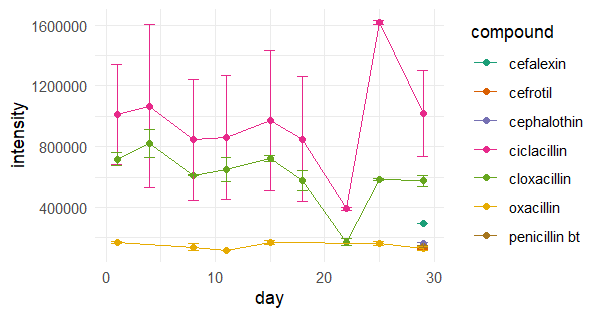 1600000
1200000
800000
400000
intensity
0
10
20
30
day
compound
cefalexin
cefrotil
cephalothin
ciclacillin
cloxacillin
oxacillin
penicillin bt